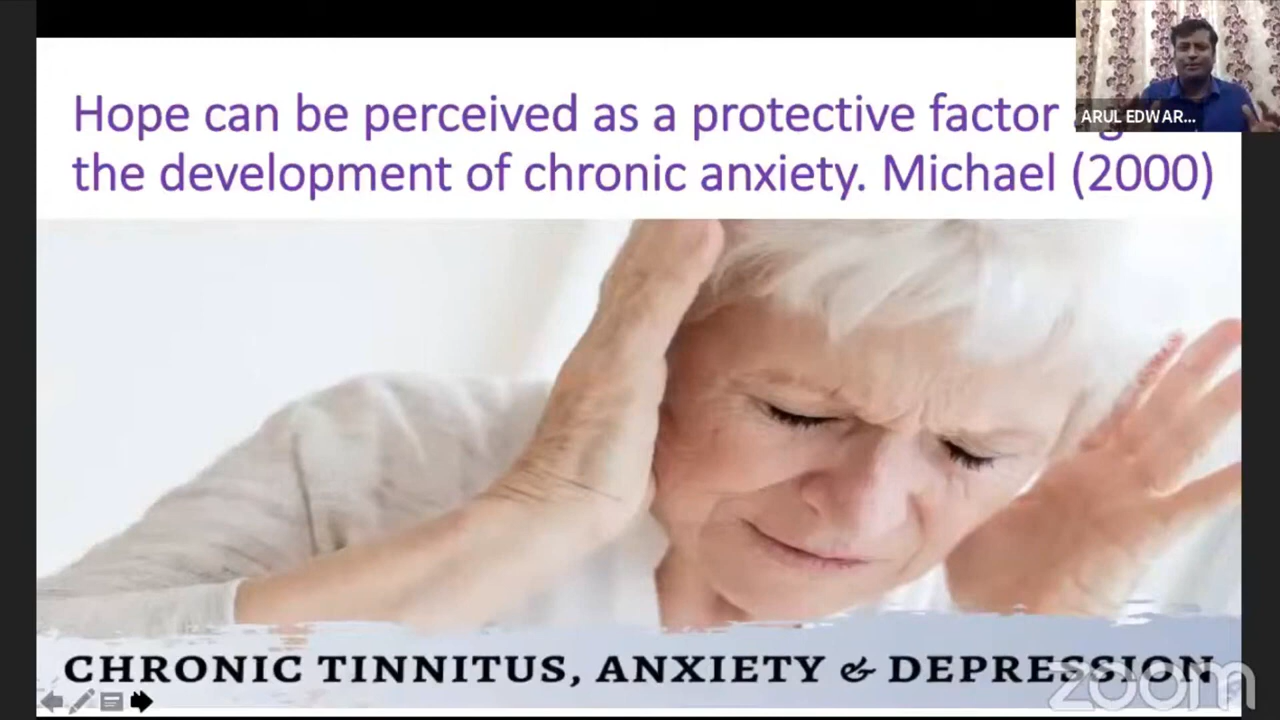 Hope can be perceived as a protective factor
the development of chronic anxiety. Michael (2000)
ARUL EDWAR...
CHRONIC TINNITUS, ANXIETY & DEPRESSION
zoom